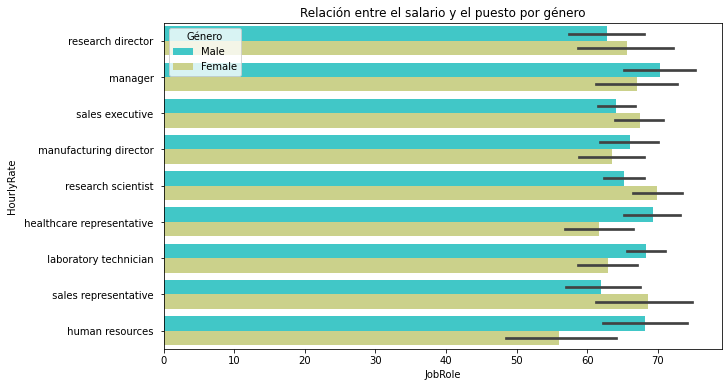 Relación entre el salario y el puesto por género
Género
Male
Female
HourlyRate
research director
manager
sales executive
manufacturing director
research scientist
healthcare representative
laboratory technician
sales representative
human resources
0 10 20 30 40 50 60 70
JobRole